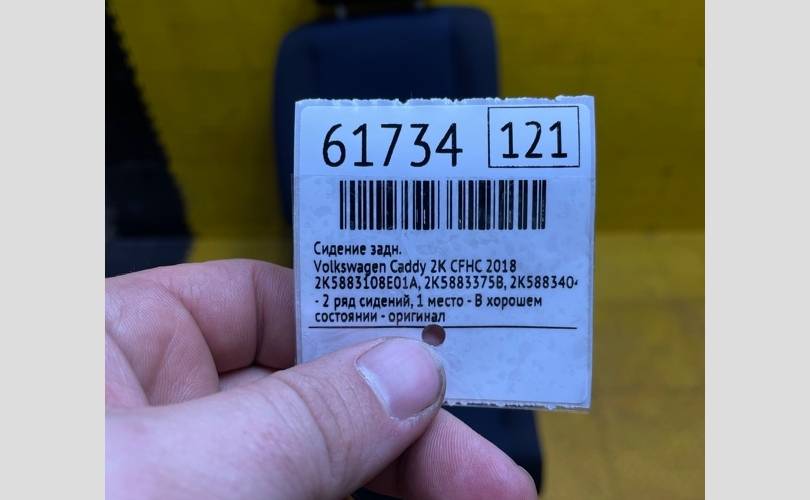 61734 121
Сидение задн.
Volkswagen Caddy 2K CFHC 2018
2K5883108E01A, 2K5883375B, 2K588340
- 2 ряд сидений, 1 место - В хорошем
состоянии - оригинал